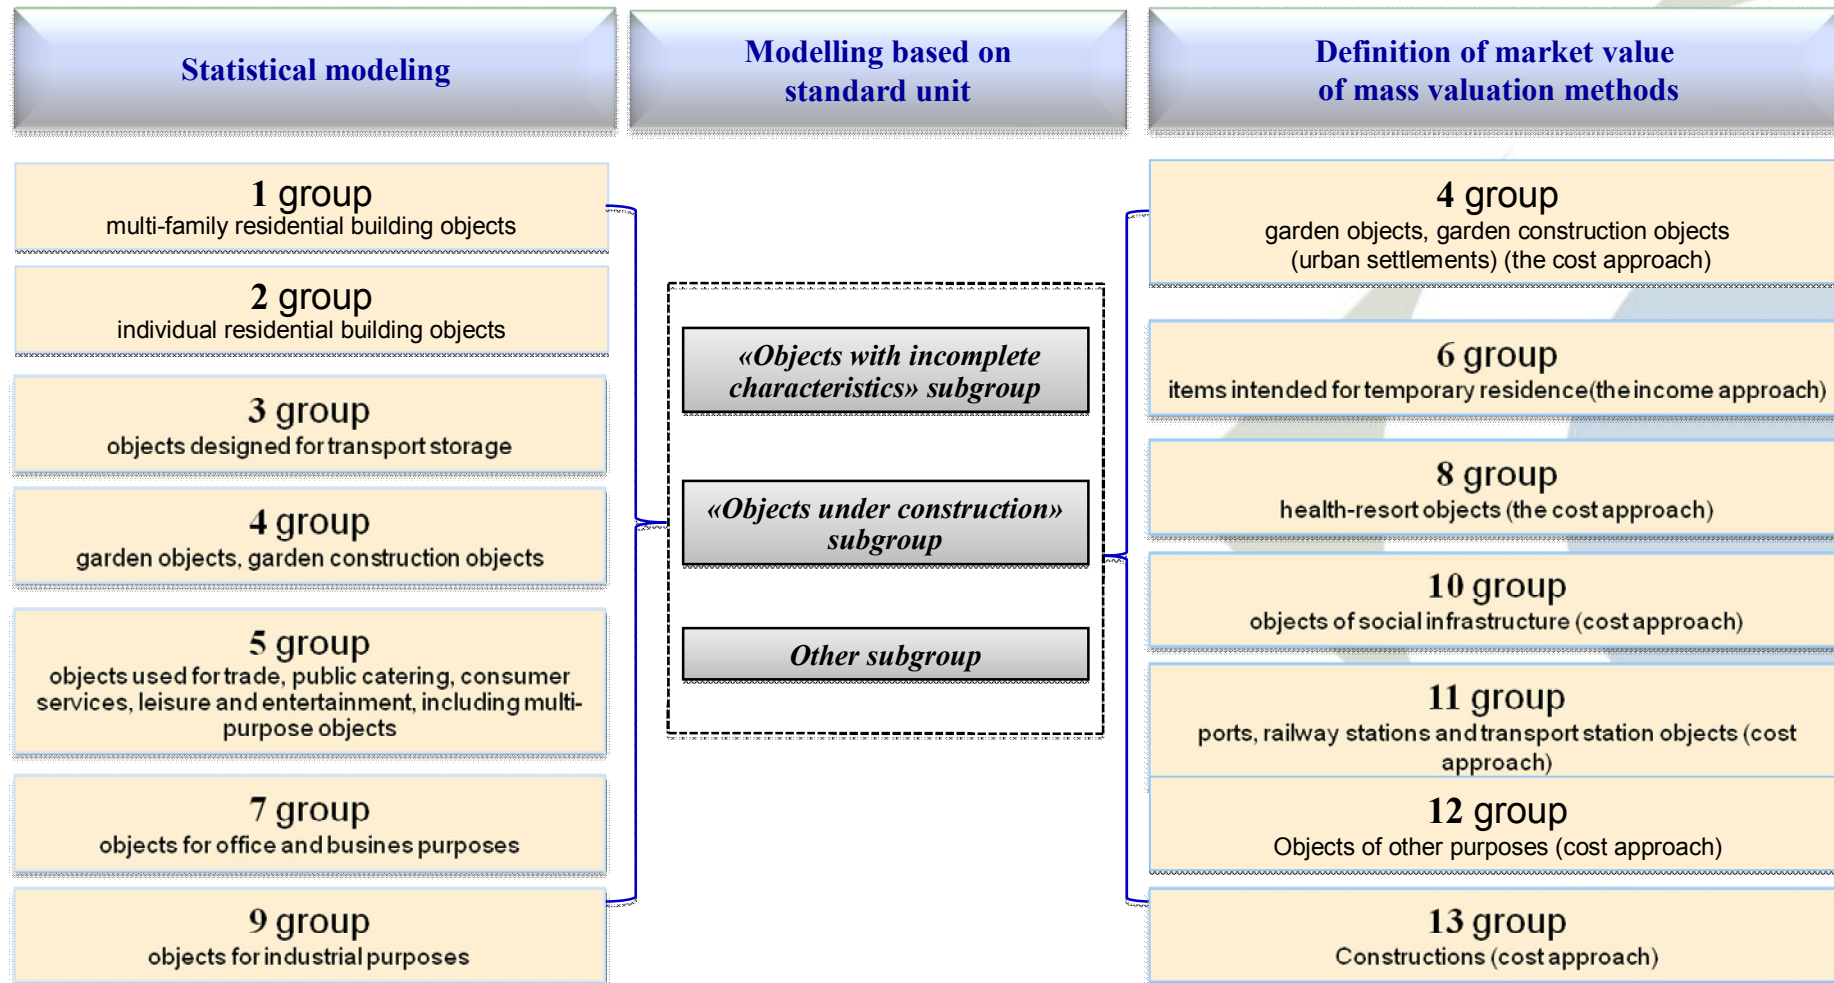 Statistical modeling
Modelling based on
standard unit
Definition of market value
of mass valuation methods
1 group
multi-family residential building objects
2 group
individual residential building objects
3 group
objects designed for transport storage
4 group
garden objects, garden construction objects
5 group
objects used for trade, public catering, consumer
services, leisure and entertainment, including multi-
purpose objects
7 group
objects for office and busines purposes
9 group
objects for industrial purposes
«Objects with incomplete
characteristics» subgroup
«Objects under construction»
subgroup
Other subgroup
4 group
garden objects, garden construction objects
(urban settlements) (the cost approach)
6 group
items intended for temporary residence(the income approach)
8 group
health-resort objects (the cost approach)
10 group
objects of social infrastructure (cost approach)
11 group
ports, railway stations and transport station objects (cost
approach)
12 group
Objects of other purposes (cost approach)
13 group
Constructions (cost approach)